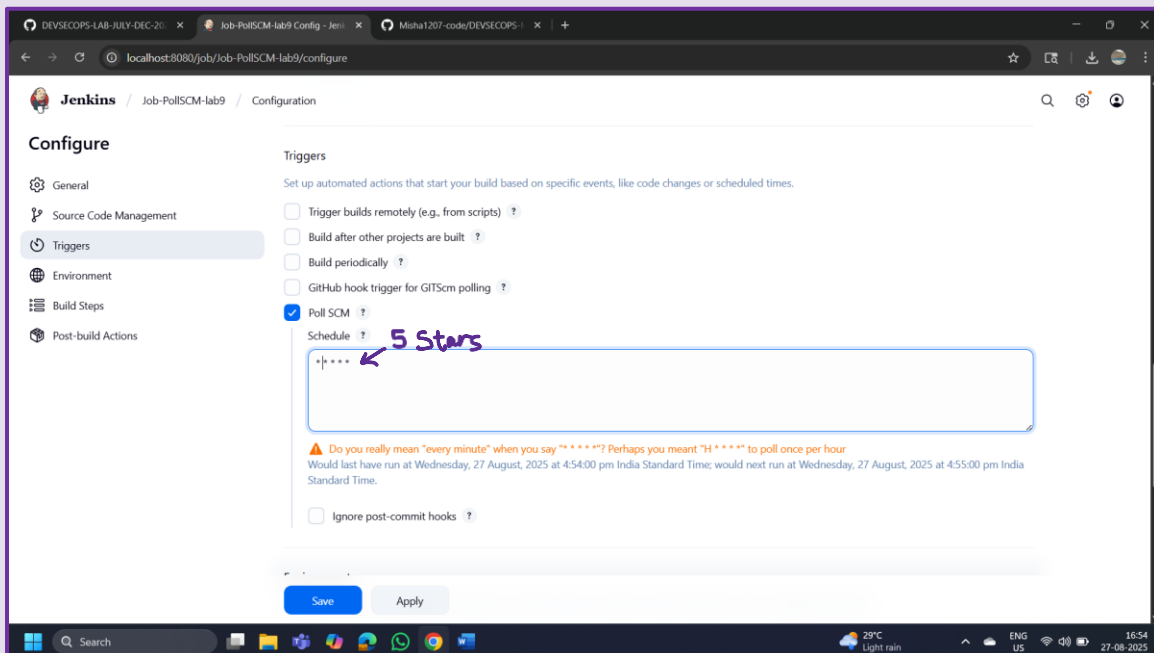 DEVSECOPS-LAB-JULY-DEC-20
Job-PollSCM-lab9 Config - Jenk
Misha1207-code/DEVSECOPS-
localhost:8080/job/Job-PollSCM-lab9/configure
Jenkins / Job-PollSCM-lab9 / Configuration
Configure
General
Source Code Management
Triggers
Environment
Build Steps
Post-build Actions
Triggers
Set up automated actions that start your build based on specific events, like code changes or scheduled times.
Trigger builds remotely (e.g., from scripts) ?
Build after other projects are built ?
Build periodically ?
GitHub hook trigger for GITScm polling ?
Poll SCM ?
Schedule ?
5 Stars
* * * * *
Do you really mean "every minute" when you say "* * * * *"? Perhaps you meant "H * * * *" to poll once per hour
Would last have run at Wednesday, 27 August, 2025 at 4:54:00 pm India Standard Time; would next run at Wednesday, 27 August, 2025 at 4:55:00 pm India
Standard Time.
Ignore post-commit hooks ?
Save
Apply
Search
29°C
Light rain
ENG
US
16:54
27-08-2025